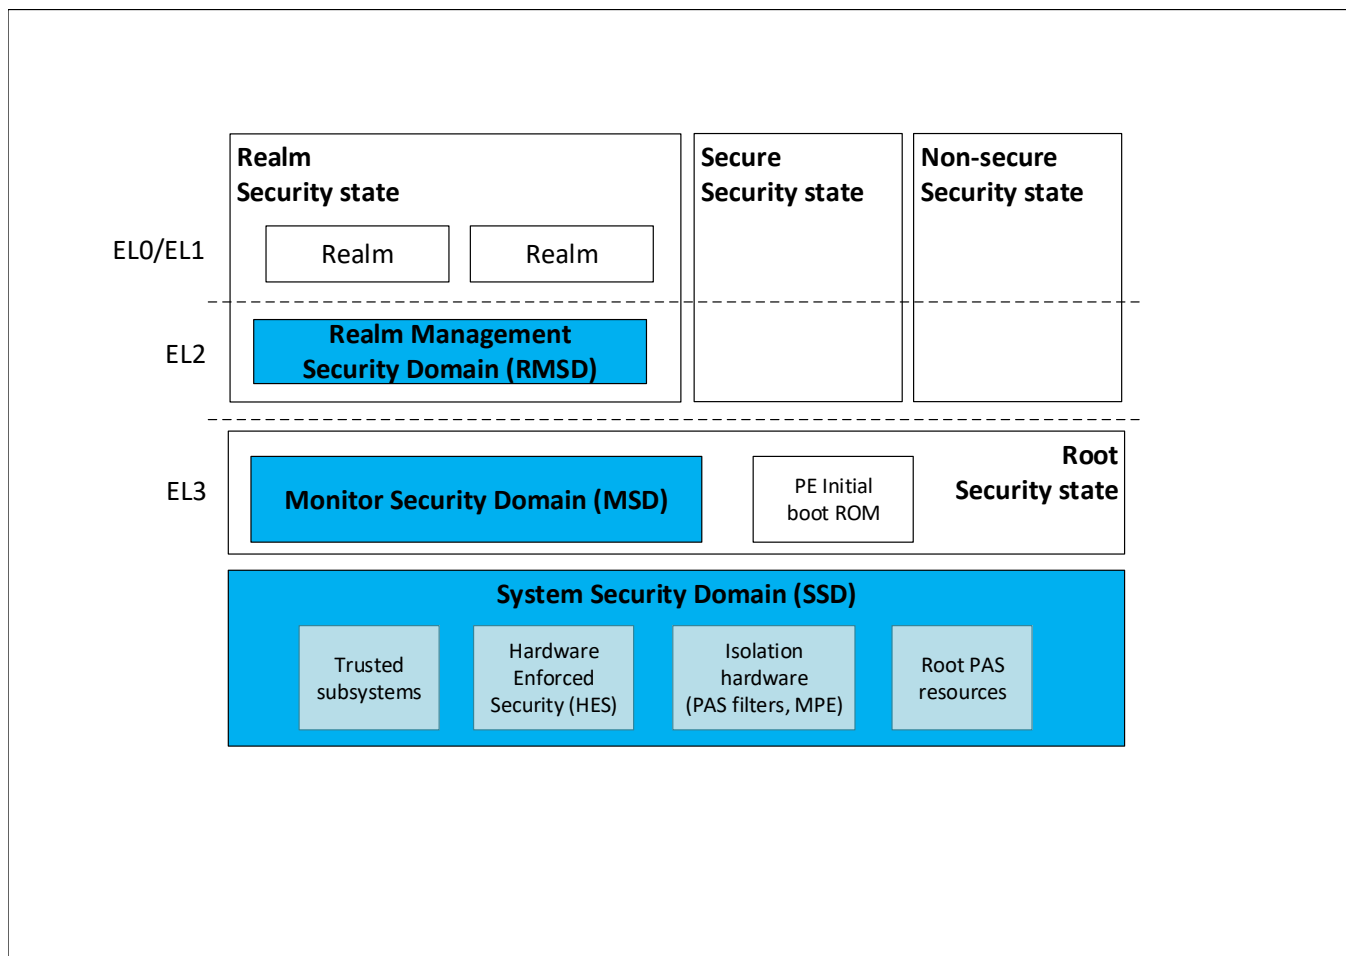 Realm
Security state
Secure
Security state
Non-secure
Security state
EL0/EL1
Realm
Realm
EL2
Realm Management
Security Domain (RMSD)
EL3
Monitor Security Domain (MSD)
PE Initial
boot ROM
Root
Security state
System Security Domain (SSD)
Trusted
subsystems
Hardware
Enforced
Security (HES)
Isolation
hardware
(PAS filters, MPE)
Root PAS
resources